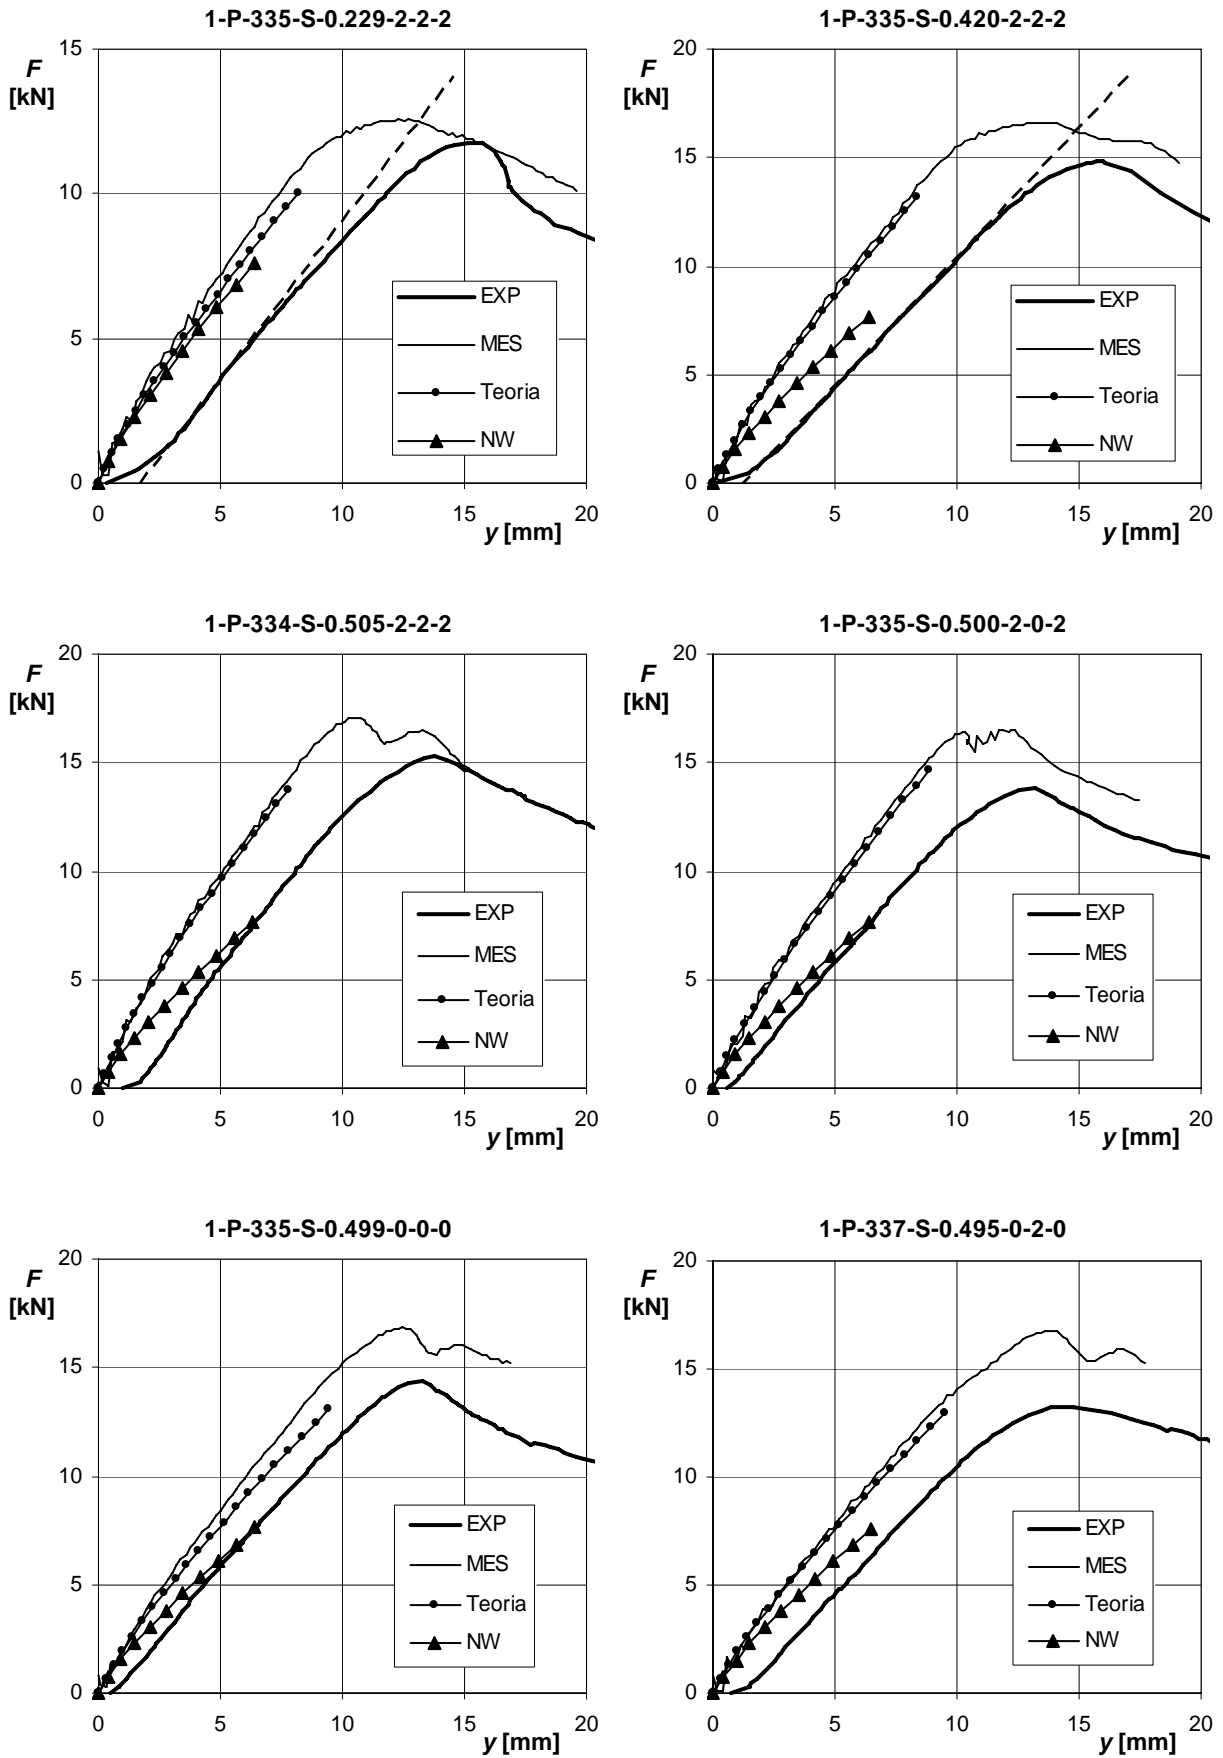 1-P-335-S-0.229-2-2-2
F
[kN]
15
10
5
0
0 5 10 15 20
y [mm]
EXP
MES
Teoria
NW
1-P-335-S-0.420-2-2-2
F
[kN]
20
15
10
5
0
0 5 10 15 20
y [mm]
EXP
MES
Teoria
NW
1-P-334-S-0.505-2-2-2
F
[kN]
20
15
10
5
0
0 5 10 15 20
y [mm]
EXP
MES
Teoria
NW
1-P-335-S-0.500-2-0-2
F
[kN]
20
15
10
5
0
0 5 10 15 20
y [mm]
EXP
MES
Teoria
NW
1-P-335-S-0.499-0-0-0
F
[kN]
20
15
10
5
0
0 5 10 15 20
y [mm]
EXP
MES
Teoria
NW
1-P-337-S-0.495-0-2-0
F
[kN]
20
15
10
5
0
0 5 10 15 20
y [mm]
EXP
MES
Teoria
NW